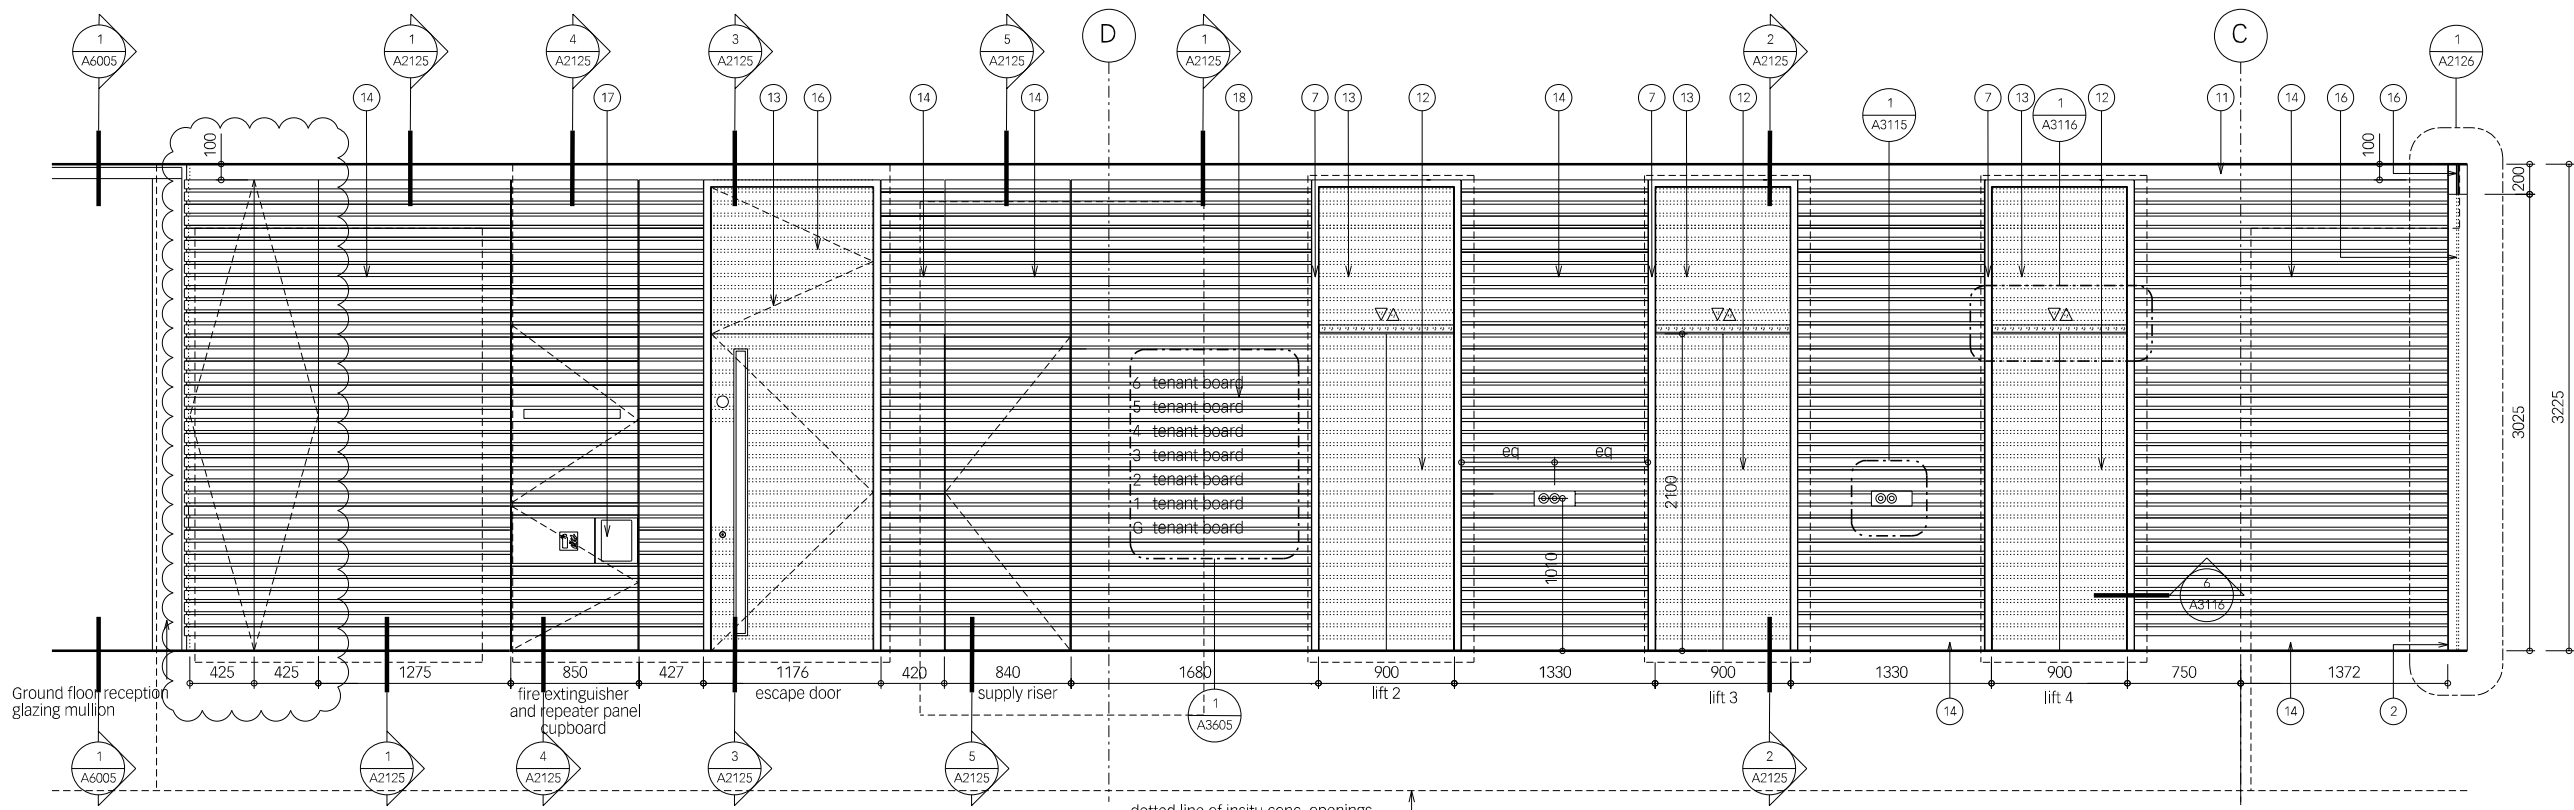 1
A6005
1
A2125
4
A2125
3
A2125
5
A2125
D
1
A2125
2
A2125
C
1
A2126
14
17
13
16
14
14
18
7
13
12
14
7
13
12
1
A3115
7
13
1
A3116
12
11
14
16
16
100
100
200
3025
3225
6 tenant board
5 tenant board
4 tenant board
3 tenant board
2 tenant board
1 tenant board
G tenant board
eq
eq
2100
1010
6
A3116
425
425
1275
850
427
1176
420
840
1680
900
1330
900
1330
900
750
1372
Ground floor reception
glazing mullion
fire extinguisher
and repeater panel
cupboard
escape door
supply riser
lift 2
lift 3
lift 4
1
A3605
14
14
2
1
A6005
1
A2125
4
A2125
3
A2125
5
A2125
2
A2125
dotted line of insitu conc. openings